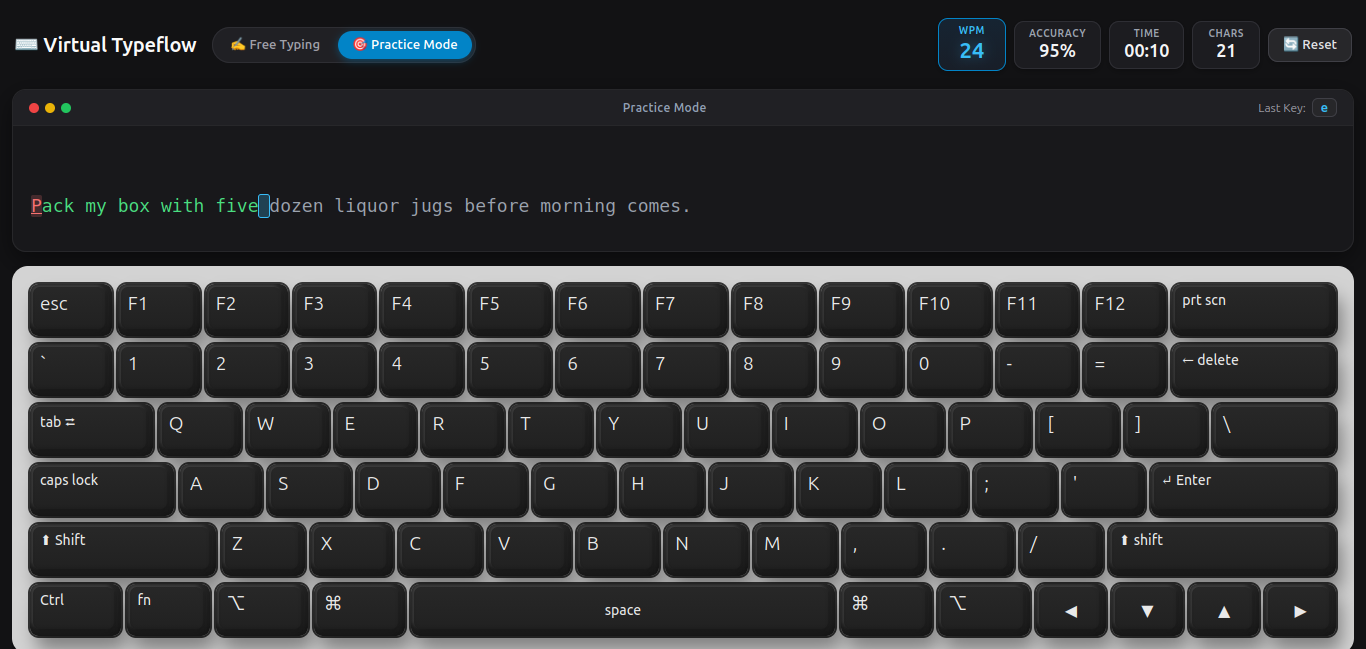 ⌨️ Virtual Typeflow
✍️ Free Typing
🎯 Practice Mode
WPM
24
ACCURACY
95%
TIME
00:10
CHARS
21
🔄 Reset
Practice Mode
Last Key: e
Pack my box with five dozen liquor jugs before morning comes.
esc F1 F2 F3 F4 F5 F6 F7 F8 F9 F10 F11 F12 prt scn
` 1 2 3 4 5 6 7 8 9 0 - = ← delete
tab ⇄ Q W E R T Y U I O P [ ] \
caps lock A S D F G H J K L ; ' ↵ Enter
⬆ Shift Z X C V B N M , . / ⬆ shift
Ctrl fn ⌥ ⌘ space ⌘ ⌥ ◀ ▼ ▲ ▶